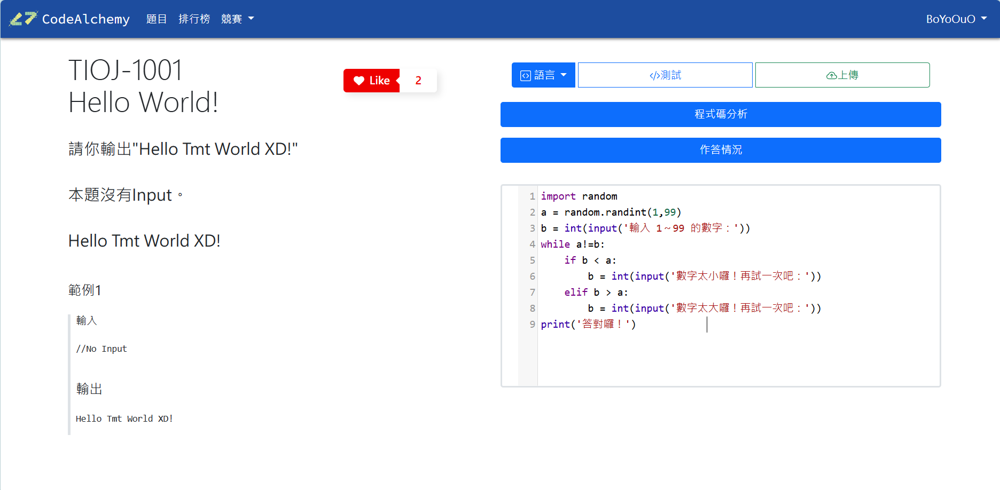 CodeAlchemy 題目 排行榜 競賽 BoYoOuO
TIOJ-1001
Hello World!
Like 2
請你輸出"Hello Tmt World XD!"
本題沒有Input。
Hello Tmt World XD!
範例1
輸入
//No Input
輸出
Hello Tmt World XD!
語言 </>測試 上傳
程式碼分析
作答情況
1 import random
2 a = random.randint(1,99)
3 b = int(input('輸入 1～99 的數字：'))
4 while a!=b:
5     if b < a:
6         b = int(input('數字太小囉！再試一次吧：'))
7     elif b > a:
8         b = int(input('數字太大囉！再試一次吧：'))
9 print('答對囉！')